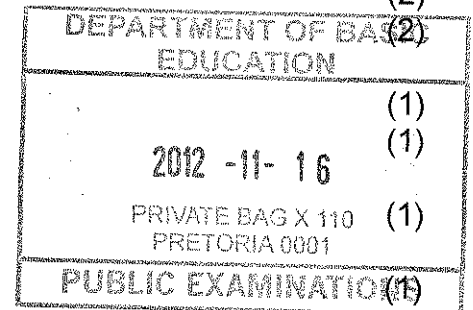 (2)
DEPARTMENT OF BASIC (2)
EDUCATION
(1)
(1)
2012 -11- 16
PRIVATE BAG X 110 (1)
PRETORIA 0001
PUBLIC EXAMINATIONS (1)